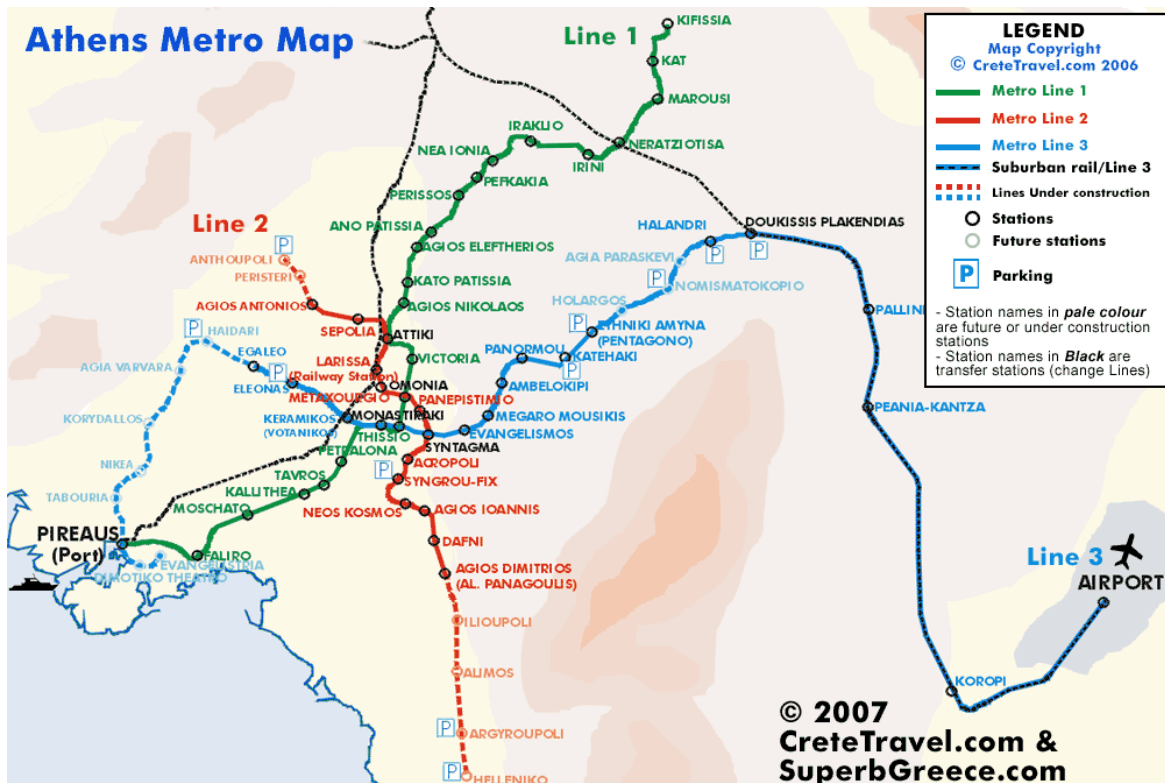 Athens Metro Map
Line 1
KIFISSIA
KAT
MAROUSI
NERATZIOTISA
IRINI
IRAKLIO
NEA IONIA
PEFKAKIA
PERISSOS
ANO PATISSIA
AGIOS ELEFTHERIOS
KATO PATISSIA
AGIOS NIKOLAOS
ATTIKI
VICTORIA
OMONIA
MONASTIRAKI
THISSIO
PETRALONA
TAVROS
KALLITHEA
MOSCHATO
FALIRO
PIREAUS
(Port)
Line 2
P
ANTHOUPOLI
PERISTERI
AGIOS ANTONIOS
SEPOLIA
LARISSA
(Railway Station)
METAXOURGIO
PANEPISTIMIO
SYNTAGMA
ACROPOLI
P
SYNGROU-FIX
NEOS KOSMOS
AGIOS IOANNIS
DAFNI
AGIOS DIMITRIOS
(AL. PANAGOULIS)
ILIOUPOLI
ALIMOS
P
ARGYROUPOLI
P
HELLENIKO
P
HAIDARI
EGALEO
P
ELEONAS
KERAMIKOS
(VOTANIKOS)
AGIA VARVARA
KORYDALLOS
NIKEA
TABOURIA
EVANGELISTRIA
DIMOTIKO THEATRO
EVANGELISMOS
MEGARO MOUSIKIS
AMBELOKIPI
PANORMOU
KATEHAKI
P
ETHNIKI AMYNA
(PENTAGONO)
P
HOLARGOS
NOMISMATOKOPIO
P
AGIA PARASKEVI
HALANDRI
P
DOUKISSIS PLAKENDIAS
P
PALLINI
PEANIA-KANTZA
KOROPI
Line 3
AIRPORT
LEGEND
Map Copyright
© CreteTravel.com 2006
Metro Line 1
Metro Line 2
Metro Line 3
Suburban rail/Line 3
Lines Under construction
Stations
Future stations
P Parking
- Station names in pale colour
are future or under construction
stations
- Station names in Black are
transfer stations (change Lines)
© 2007
CreteTravel.com &
SuperbGreece.com